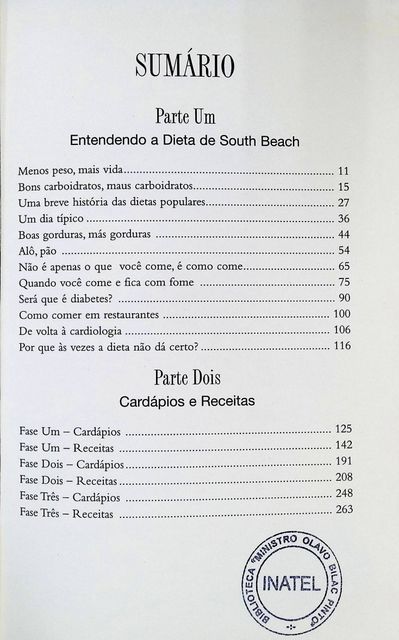 SUMÁRIO
Parte Um
Entendendo a Dieta de South Beach
Menos peso, mais vida................................................................ 11
Bons carboidratos, maus carboidratos........................................... 15
Uma breve história das dietas populares....................................... 27
Um dia típico ........................................................................... 36
Boas gorduras, más gorduras ..................................................... 44
Alô, pão .................................................................................. 54
Não é apenas o que você come, é como come............................. 65
Quando você come e fica com fome .......................................... 75
Será que é diabetes? ................................................................ 90
Como comer em restaurantes ................................................... 100
De volta à cardiologia .............................................................. 106
Por que às vezes a dieta não dá certo? ...................................... 116
Parte Dois
Cardápios e Receitas
Fase Um – Cardápios ............................................................... 125
Fase Um – Receitas ................................................................. 142
Fase Dois – Cardápios.............................................................. 191
Fase Dois – Receitas................................................................ 208
Fase Três – Cardápios ............................................................. 248
Fase Três – Receitas ............................................................... 263
BIBLIOTECA "MINISTRO OLAVO BILAC PINTO"
INATEL